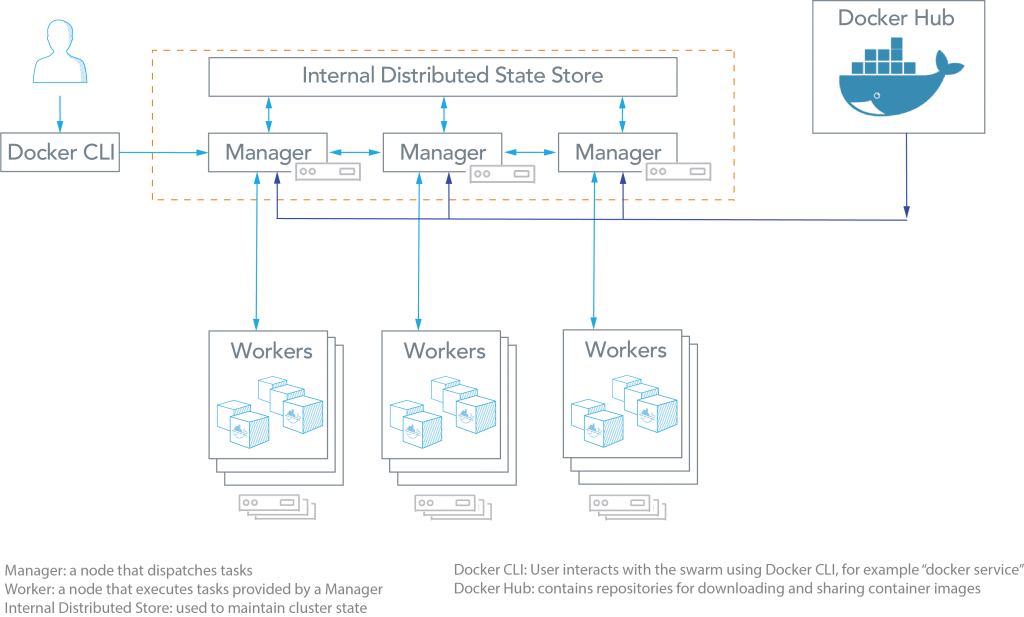 Docker Hub
Internal Distributed State Store
Docker CLI
Manager
Manager
Manager
Workers
Workers
Workers
Manager: a node that dispatches tasks
Worker: a node that executes tasks provided by a Manager
Internal Distributed Store: used to maintain cluster state
Docker CLI: User interacts with the swarm using Docker CLI, for example “docker service”
Docker Hub: contains repositories for downloading and sharing container images